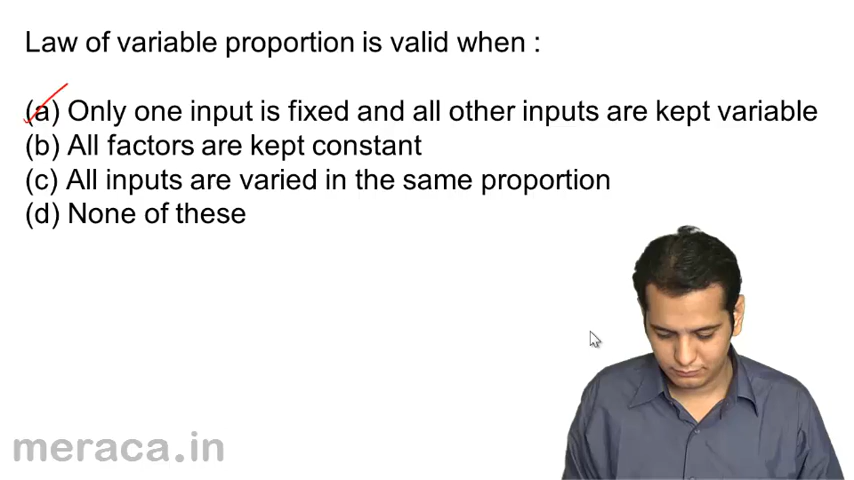 Law of variable proportion is valid when :
(a) Only one input is fixed and all other inputs are kept variable
(b) All factors are kept constant
(c) All inputs are varied in the same proportion
(d) None of these
meraca.in